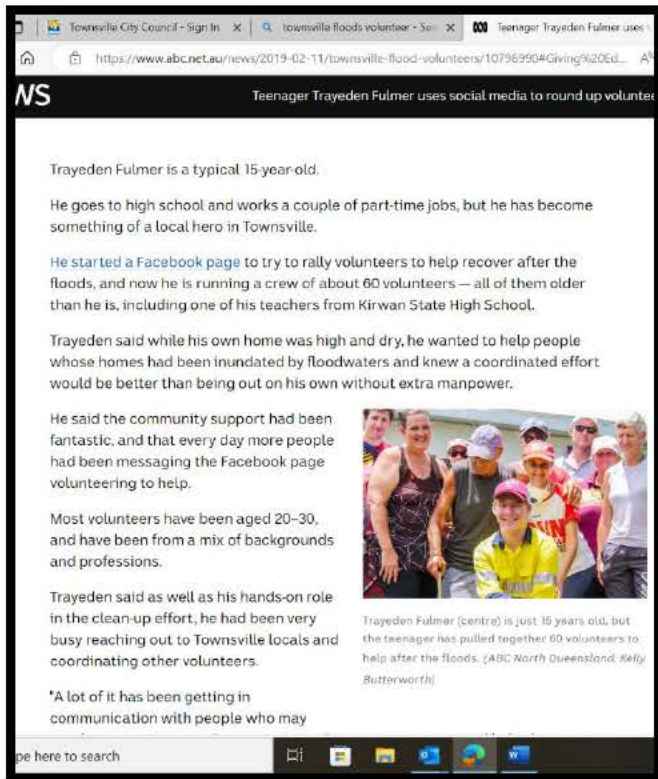 Townsville City Council - Sign In
townsville floods volunteer - Sea
Teenager Trayeden Fulmer uses
https://www.abc.net.au/news/2019-02-11/townsville-flood-volunteers/10796990#Giving%20Ed...
WS
Teenager Trayeden Fulmer uses social media to round up voluntee
Trayeden Fulmer is a typical 15-year-old.
He goes to high school and works a couple of part-time jobs, but he has become
something of a local hero in Townsville.
He started a Facebook page to try to rally volunteers to help recover after the
floods, and now he is running a crew of about 60 volunteers — all of them older
than he is, including one of his teachers from Kirwan State High School.
Trayeden said while his own home was high and dry, he wanted to help people
whose homes had been inundated by floodwaters and knew a coordinated effort
would be better than being out on his own without extra manpower.
He said the community support had been
fantastic, and that every day more people
had been messaging the Facebook page
volunteering to help.
Most volunteers have been aged 20–30,
and have been from a mix of backgrounds
and professions.
Trayeden said as well as his hands-on role
in the clean-up effort, he had been very
busy reaching out to Townsville locals and
coordinating other volunteers.
"A lot of it has been getting in
communication with people who may
Trayeden Fulmer (centre) is just 15 years old, but
the teenager has pulled together 60 volunteers to
help after the floods. (ABC North Queensland: Kelly
Butterworth)
pe here to search